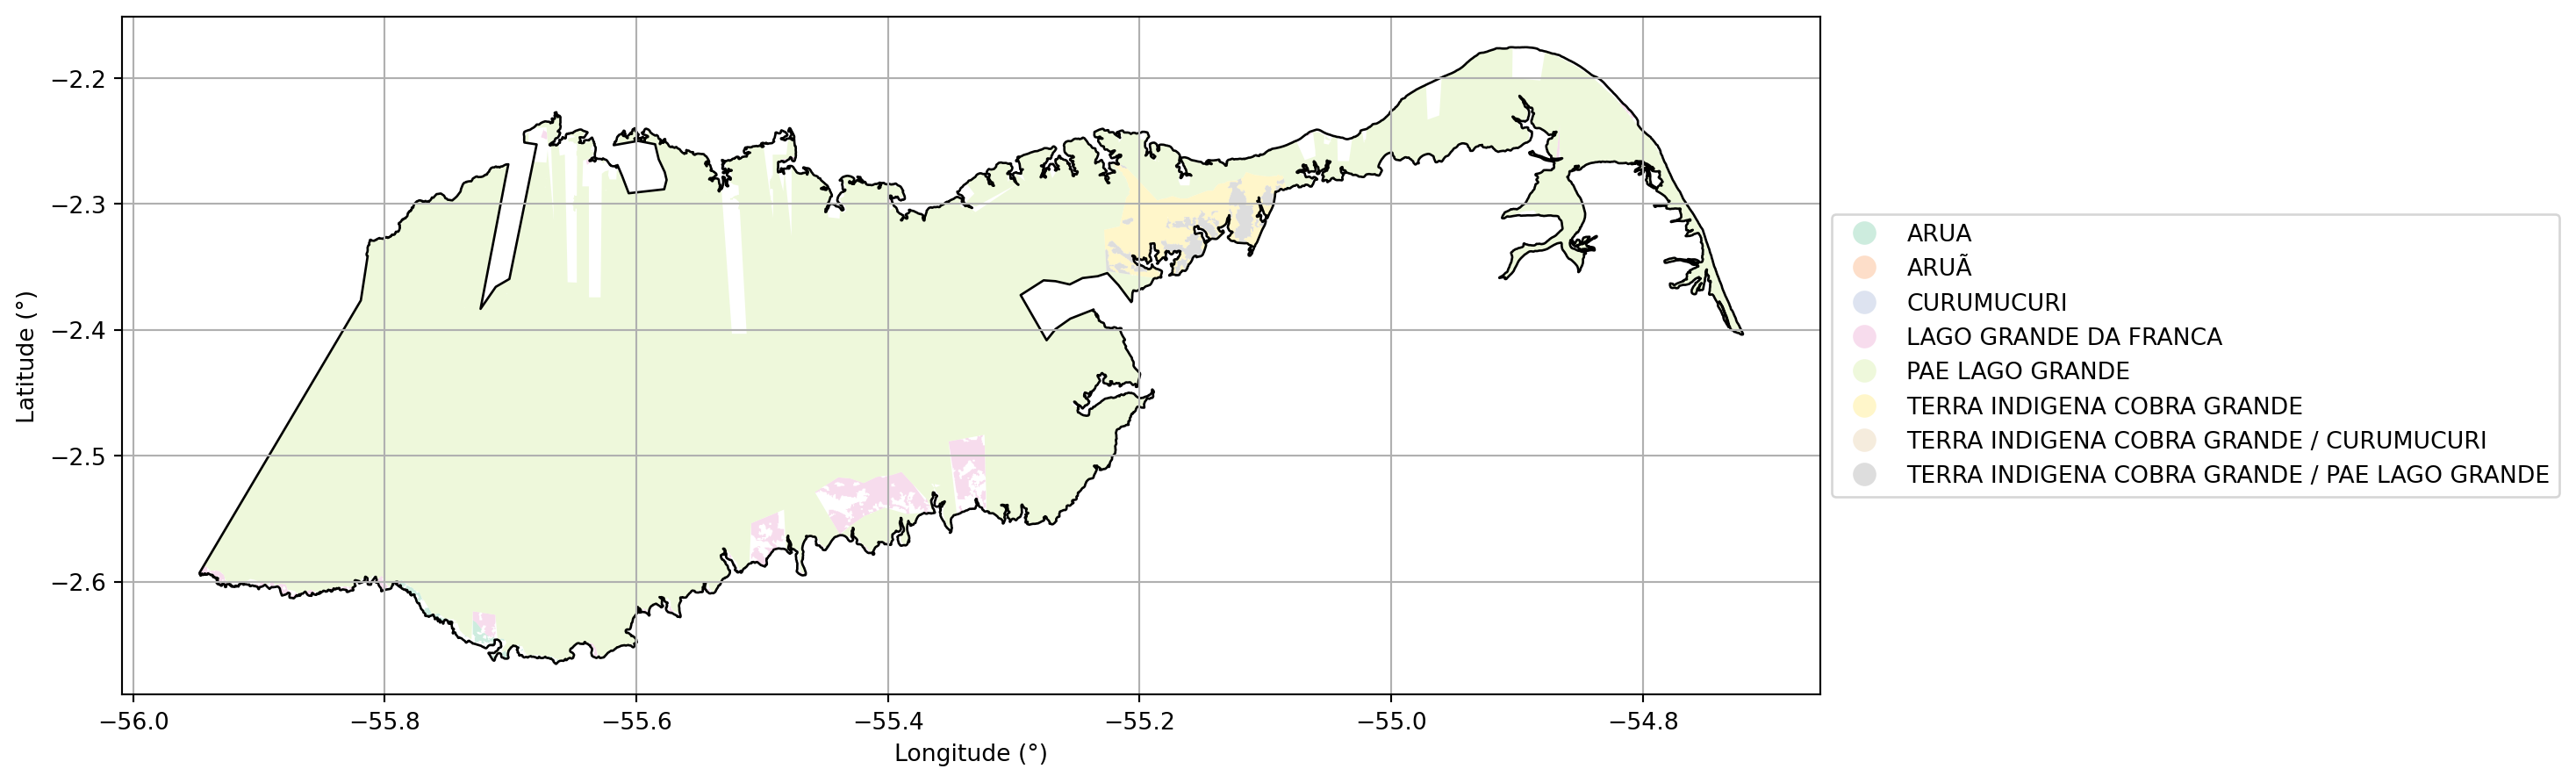 −2.2
−2.3
−2.4
−2.5
−2.6
Latitude (°)
−56.0 −55.8 −55.6 −55.4 −55.2 −55.0 −54.8
Longitude (°)
ARUA
ARUÃ
CURUMUCURI
LAGO GRANDE DA FRANCA
PAE LAGO GRANDE
TERRA INDIGENA COBRA GRANDE
TERRA INDIGENA COBRA GRANDE / CURUMUCURI
TERRA INDIGENA COBRA GRANDE / PAE LAGO GRANDE